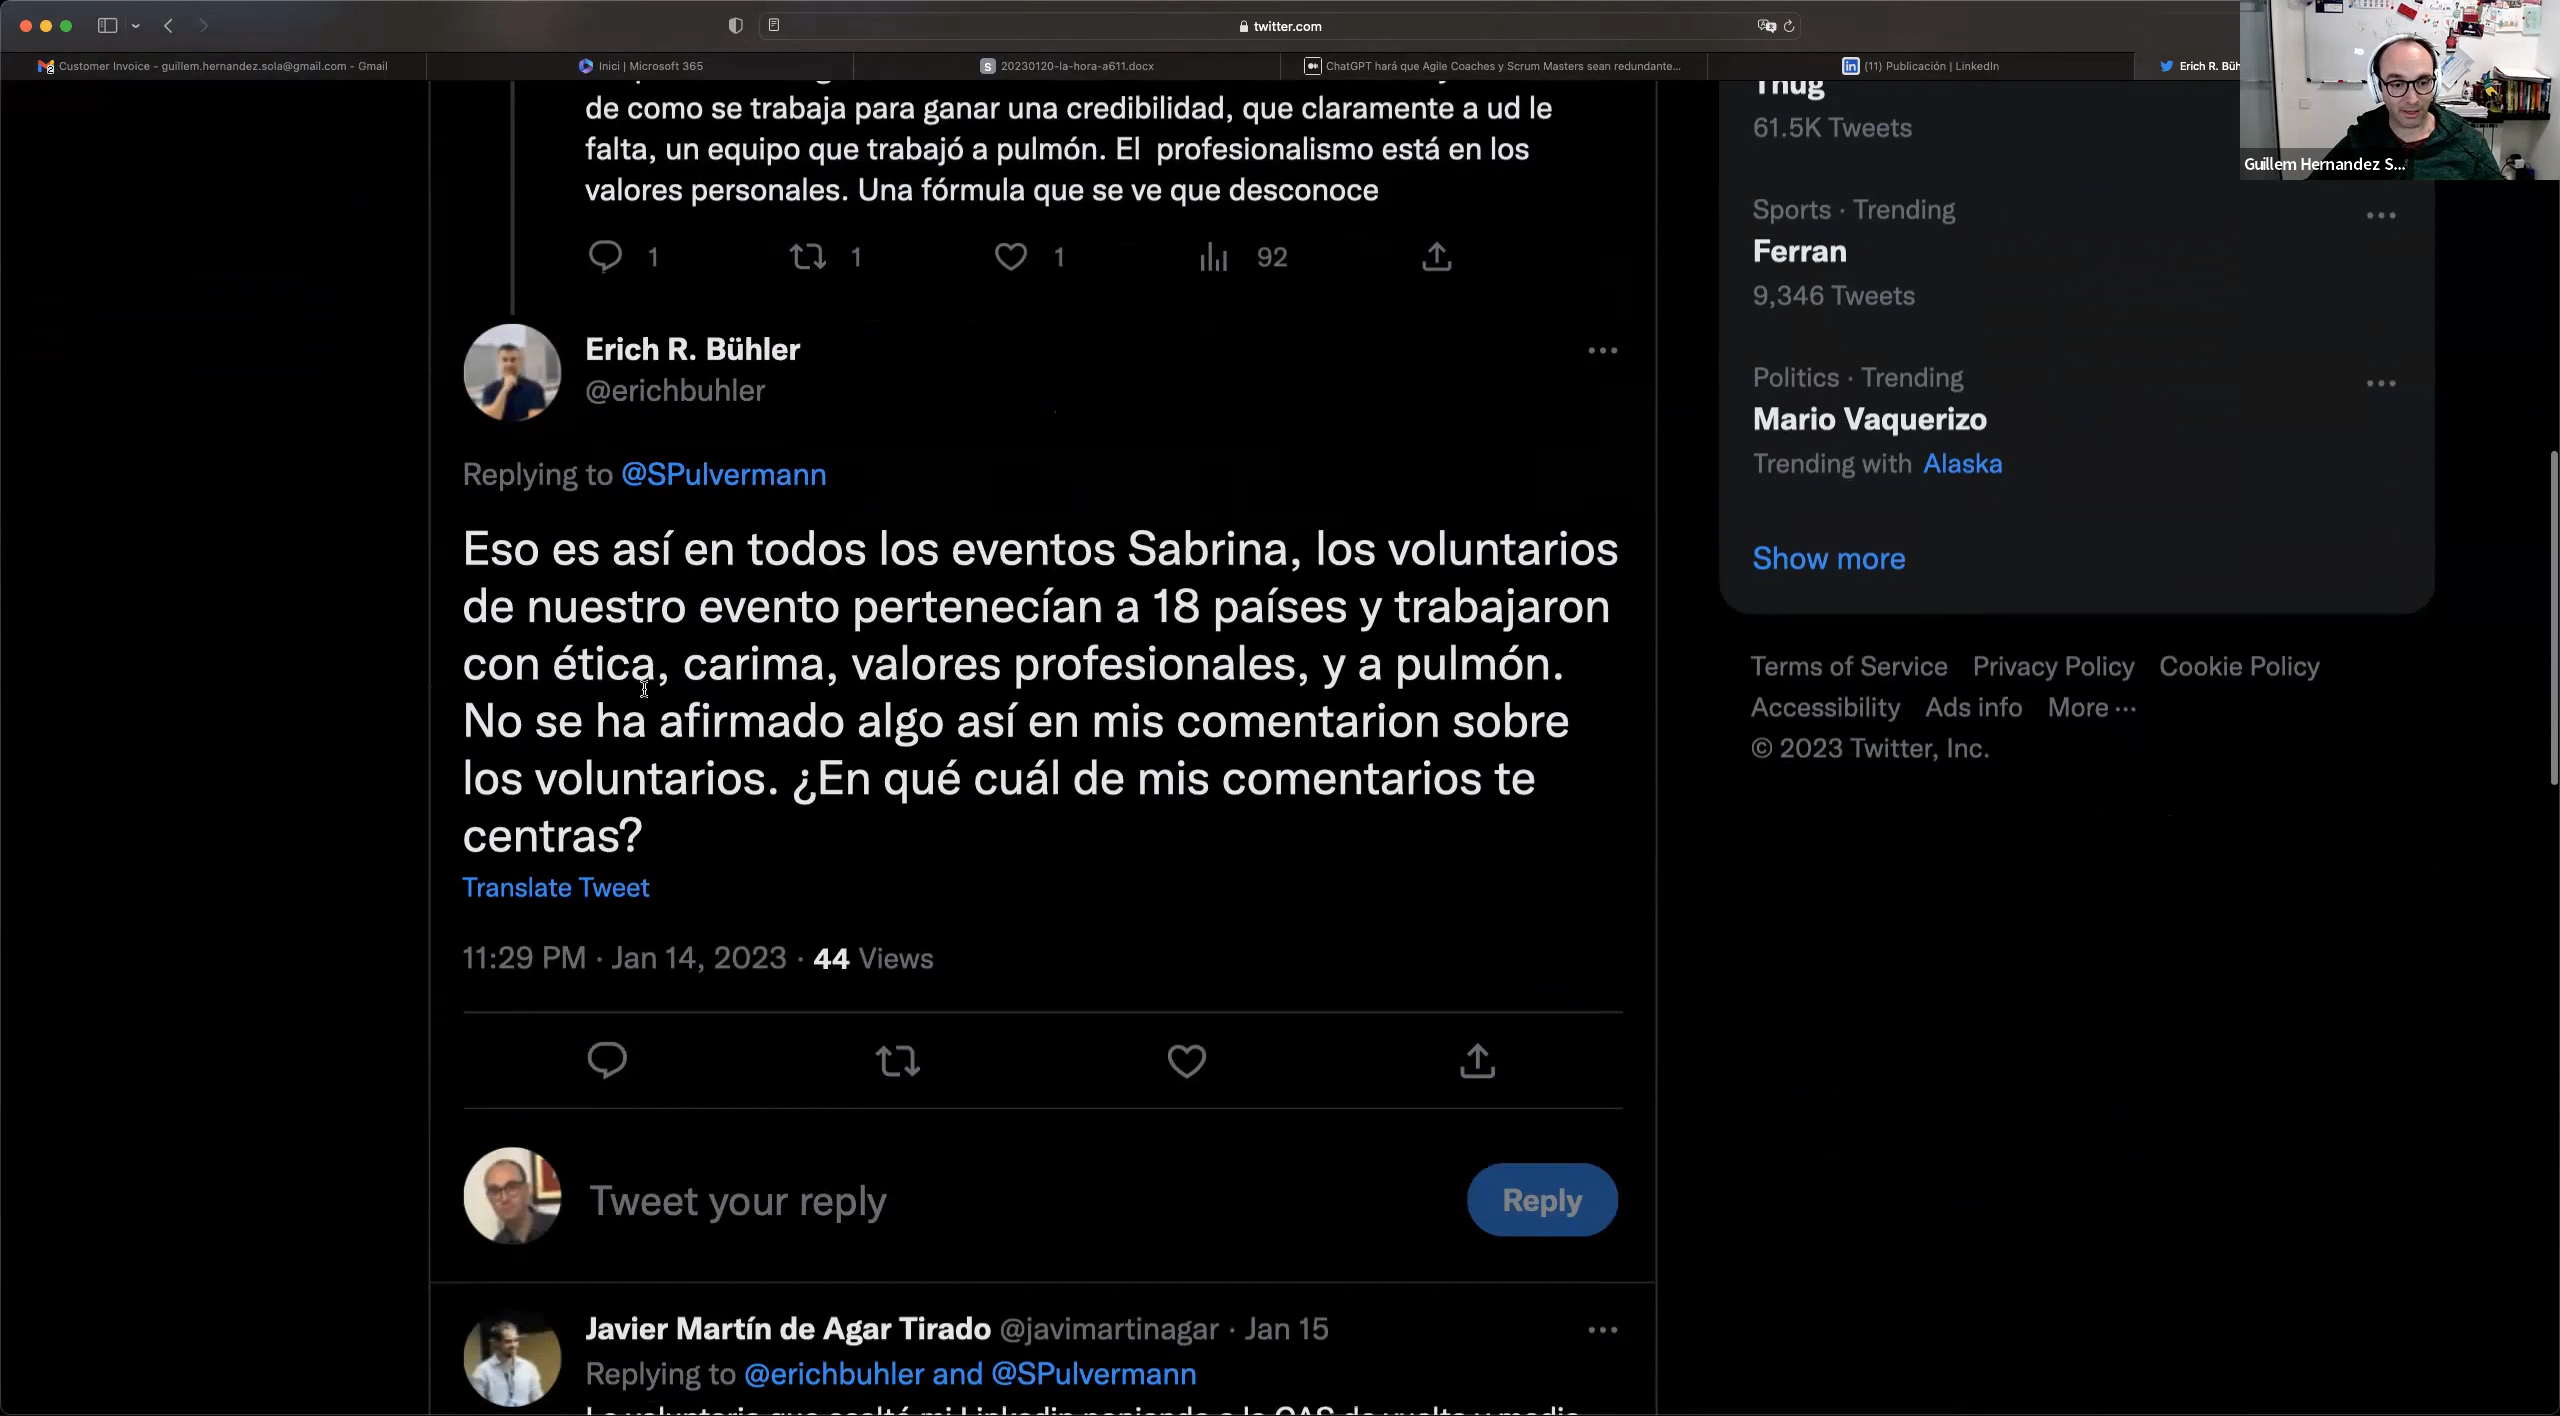 twitter.com
Customer Invoice - guillem.hernandez.sola@gmail.com - Gmail
Inici | Microsoft 365
20230120-la-hora-a611.docx
ChatGPT hará que Agile Coaches y Scrum Masters sean redundante...
(11) Publicación | LinkedIn
Erich R. Büh
Guillem Hernandez S...
de como se trabaja para ganar una credibilidad, que claramente a ud le
falta, un equipo que trabajó a pulmón. El  profesionalismo está en los
valores personales. Una fórmula que se ve que desconoce
1 1 1 92
Erich R. Bühler
@erichbuhler
Replying to @SPulvermann
Eso es así en todos los eventos Sabrina, los voluntarios
de nuestro evento pertenecían a 18 países y trabajaron
con ética, carima, valores profesionales, y a pulmón.
No se ha afirmado algo así en mis comentarion sobre
los voluntarios. ¿En qué cuál de mis comentarios te
centras?
Translate Tweet
11:29 PM · Jan 14, 2023 · 44 Views
Tweet your reply
Reply
Javier Martín de Agar Tirado @javimartinagar · Jan 15
Replying to @erichbuhler and @SPulvermann
Thug
61.5K Tweets
Sports · Trending
Ferran
9,346 Tweets
Politics · Trending
Mario Vaquerizo
Trending with Alaska
Show more
Terms of Service Privacy Policy Cookie Policy
Accessibility Ads info More ···
© 2023 Twitter, Inc.